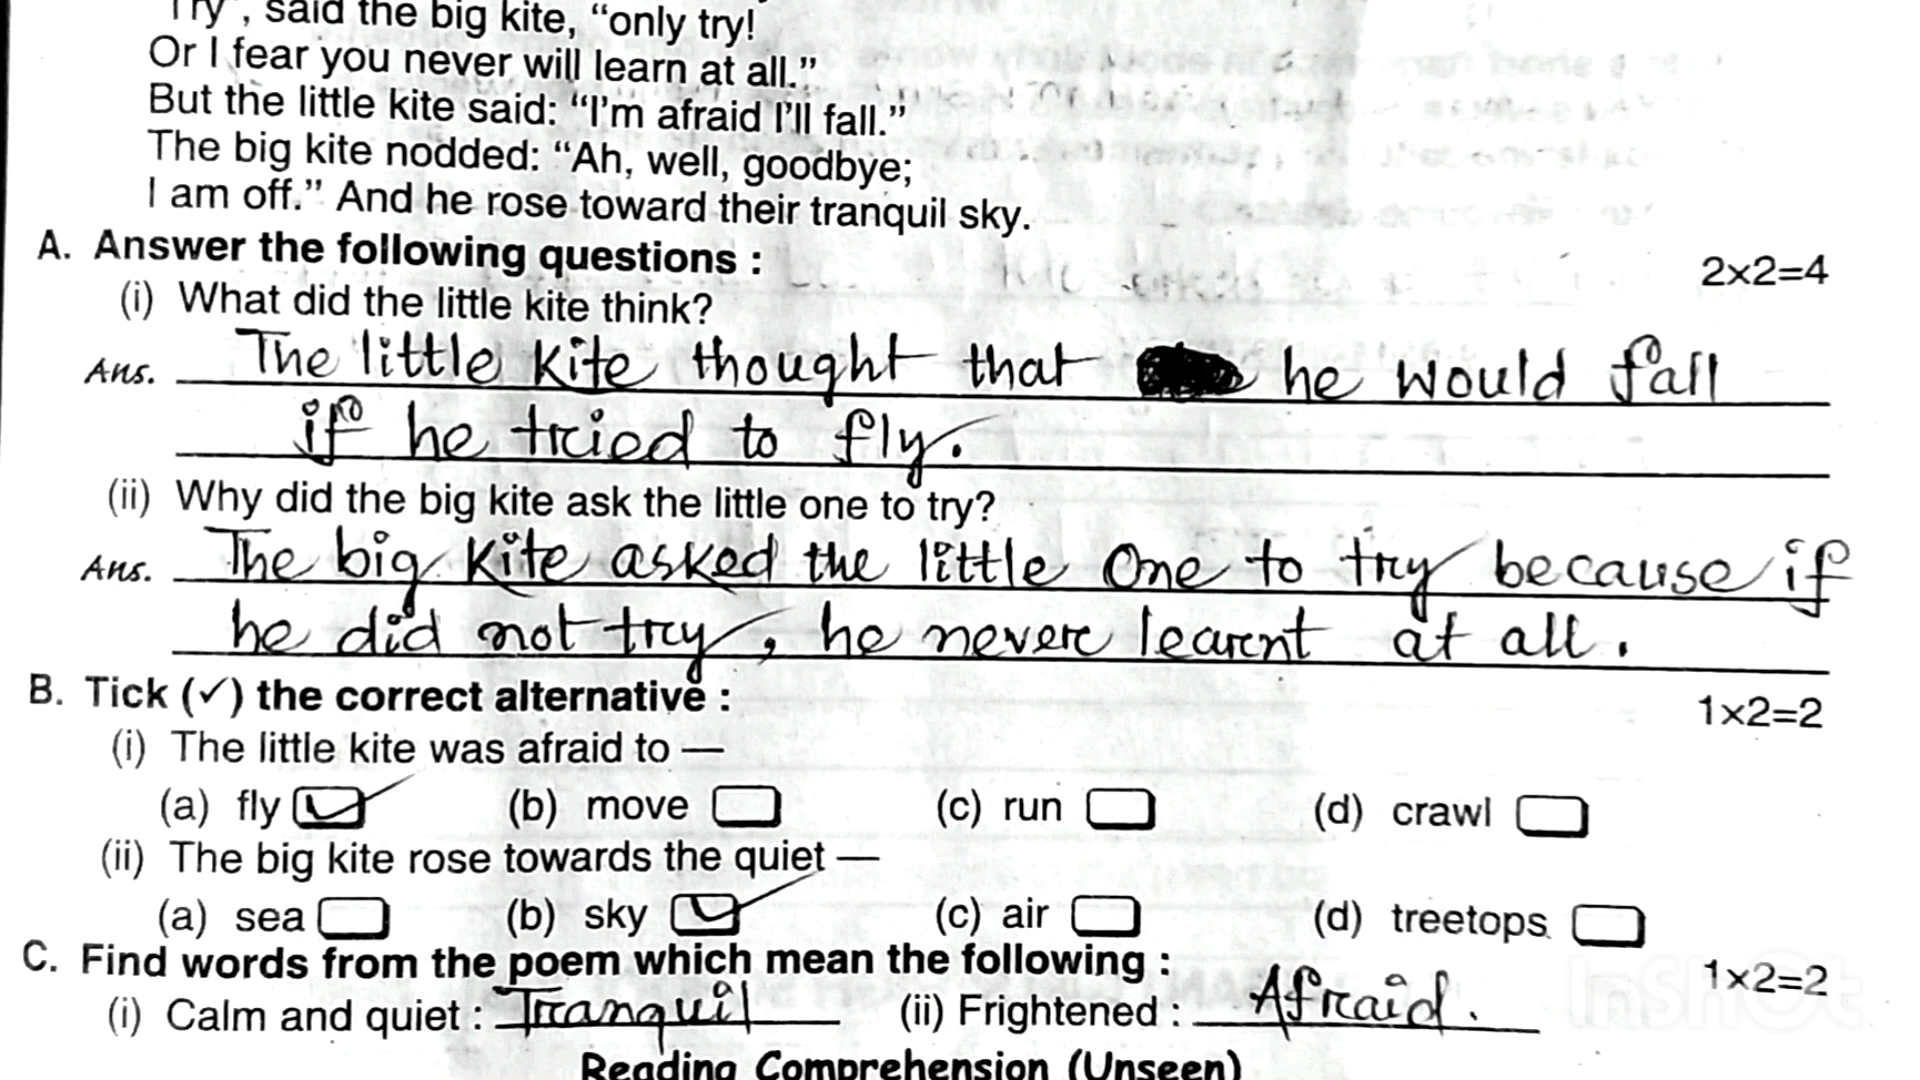 Try", said the big kite, "only try!
Or I fear you never will learn at all."
But the little kite said: "I'm afraid I'll fall."
The big kite nodded: "Ah, well, goodbye;
I am off." And he rose toward their tranquil sky.
A. Answer the following questions : 2x2=4
(i) What did the little kite think?
Ans. The little kite thought that he would fall
if he tried to fly.
(ii) Why did the big kite ask the little one to try?
Ans. The big kite asked the little One to try because if
he did not try, he never learnt at all.
B. Tick (✓) the correct alternative : 1x2=2
(i) The little kite was afraid to —
(a) fly ✓ (b) move (c) run (d) crawl
(ii) The big kite rose towards the quiet —
(a) sea (b) sky ✓ (c) air (d) treetops
C. Find words from the poem which mean the following : 1x2=2
(i) Calm and quiet : Tranquil (ii) Frightened : Afraid.
Reading Comprehension (Unseen)
InShOt